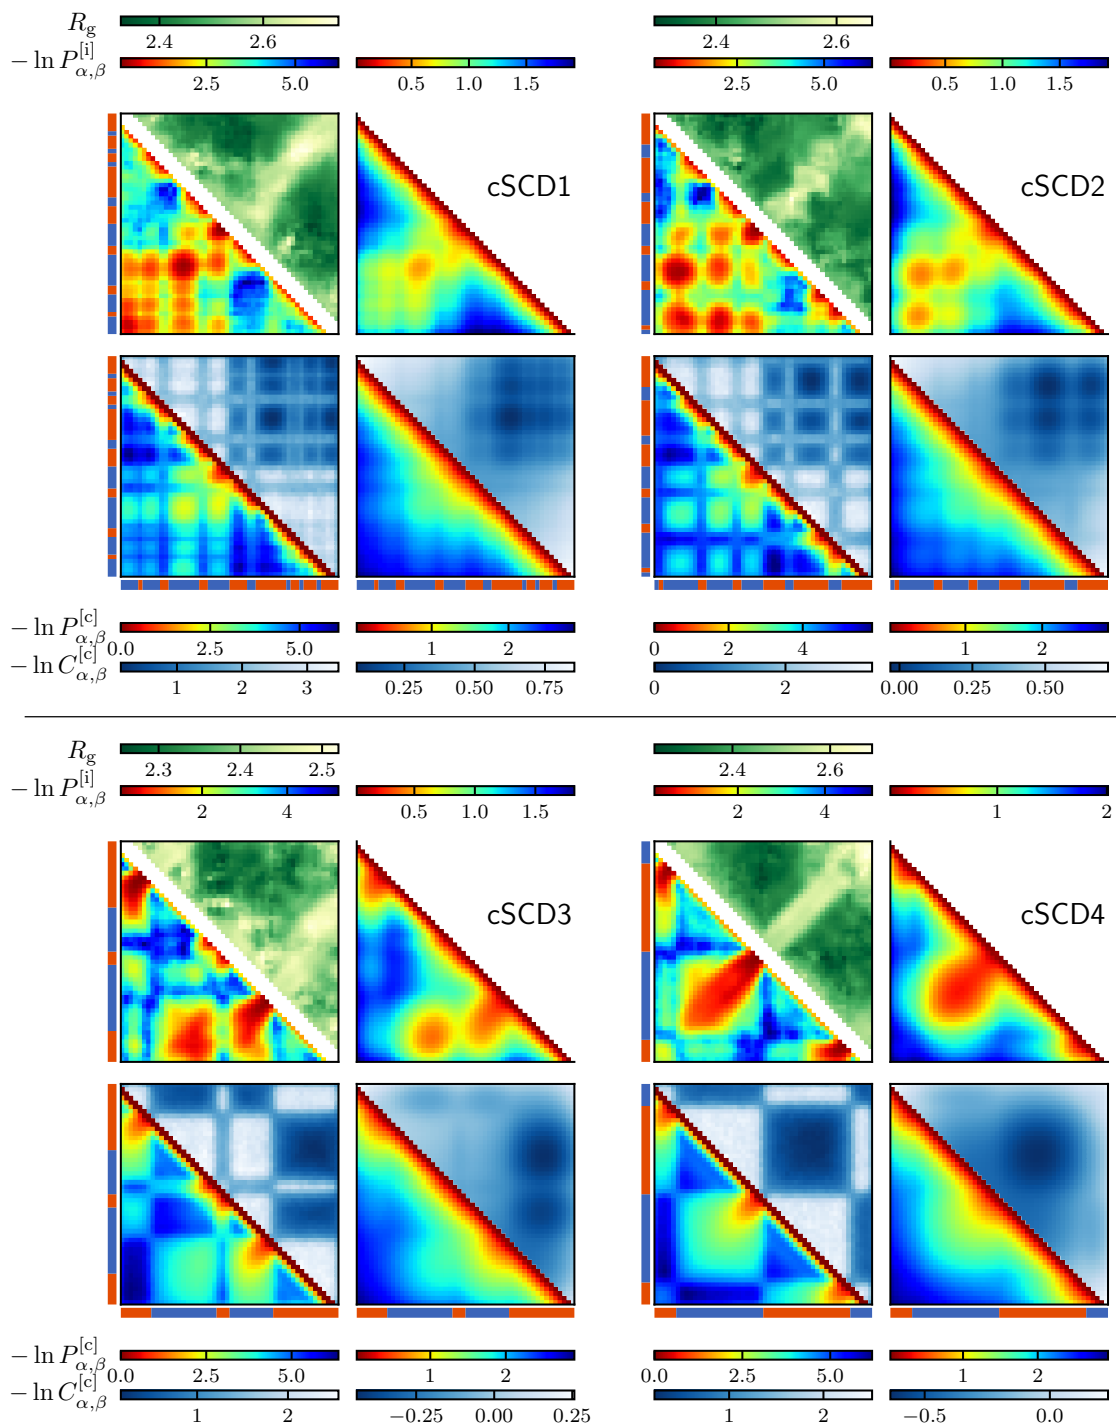 R_g
2.4 2.6 2.4 2.6
− ln P^{[i]}_{α,β}
2.5 5.0 0.5 1.0 1.5 2.5 5.0 0.5 1.0 1.5
cSCD1 cSCD2
− ln P^{[c]}_{α,β}
0.0 2.5 5.0 1 2 0 2 4 1 2
− ln C^{[c]}_{α,β}
1 2 3 0.25 0.50 0.75 0 2 0.00 0.25 0.50
R_g
2.3 2.4 2.5 2.4 2.6
− ln P^{[i]}_{α,β}
2 4 0.5 1.0 1.5 2 4 1 2
cSCD3 cSCD4
− ln P^{[c]}_{α,β}
0.0 2.5 5.0 1 2 0.0 2.5 5.0 1 2
− ln C^{[c]}_{α,β}
1 2 −0.25 0.00 0.25 1 2 −0.5 0.0